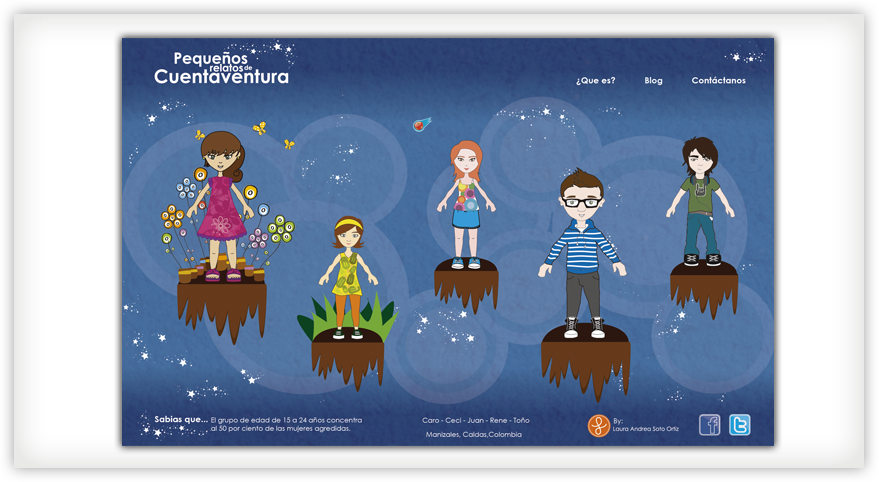 Pequeños
relatos de
Cuentaventura
¿Que es? Blog Contáctanos
Sabias que... El grupo de edad de 15 a 24 años concentra
al 50 por ciento de las mujeres agredidas.
Caro - Ceci - Juan - Rene - Toño
Manizales, Caldas,Colombia
By:
Laura Andrea Soto Ortiz